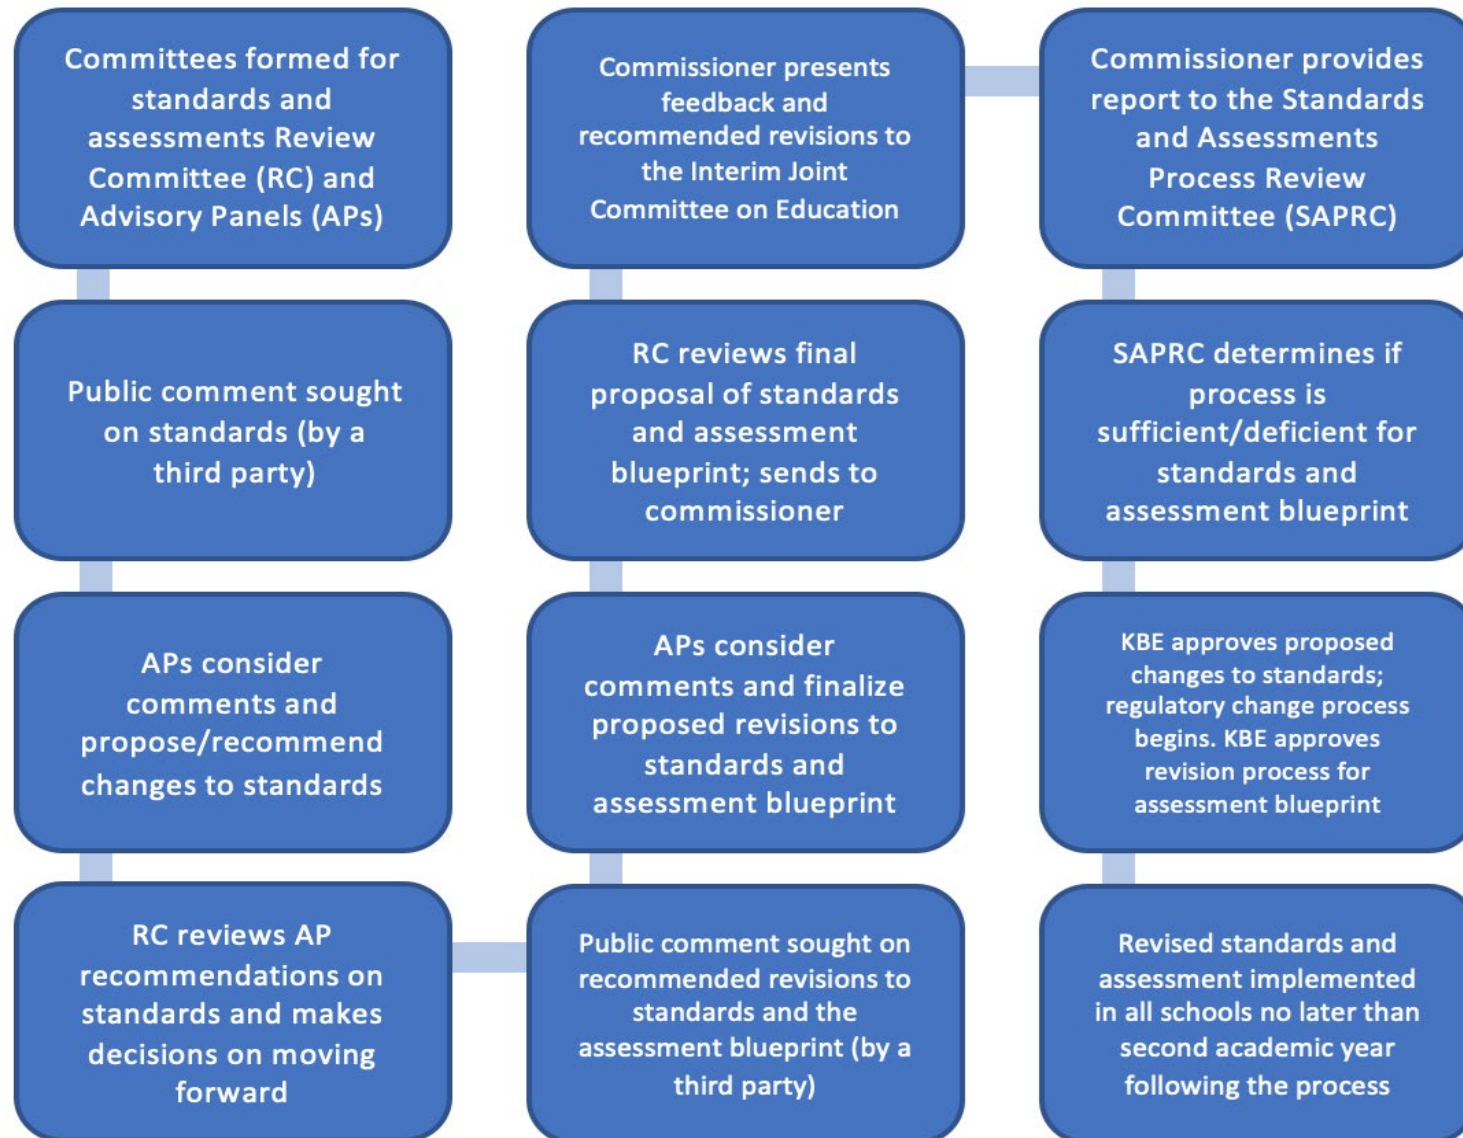 Committees formed for
standards and
assessments Review
Committee (RC) and
Advisory Panels (APs)
Public comment sought
on standards (by a
third party)
APs consider
comments and
propose/recommend
changes to standards
RC reviews AP
recommendations on
standards and makes
decisions on moving
forward
Public comment sought on
recommended revisions to
standards and the
assessment blueprint (by a
third party)
APs consider
comments and finalize
proposed revisions to
standards and
assessment blueprint
RC reviews final
proposal of standards
and assessment
blueprint; sends to
commissioner
Commissioner presents
feedback and
recommended revisions to
the Interim Joint
Committee on Education
Commissioner provides
report to the Standards
and Assessments
Process Review
Committee (SAPRC)
SAPRC determines if
process is
sufficient/deficient for
standards and
assessment blueprint
KBE approves proposed
changes to standards;
regulatory change process
begins. KBE approves
revision process for
assessment blueprint
Revised standards and
assessment implemented
in all schools no later than
second academic year
following the process